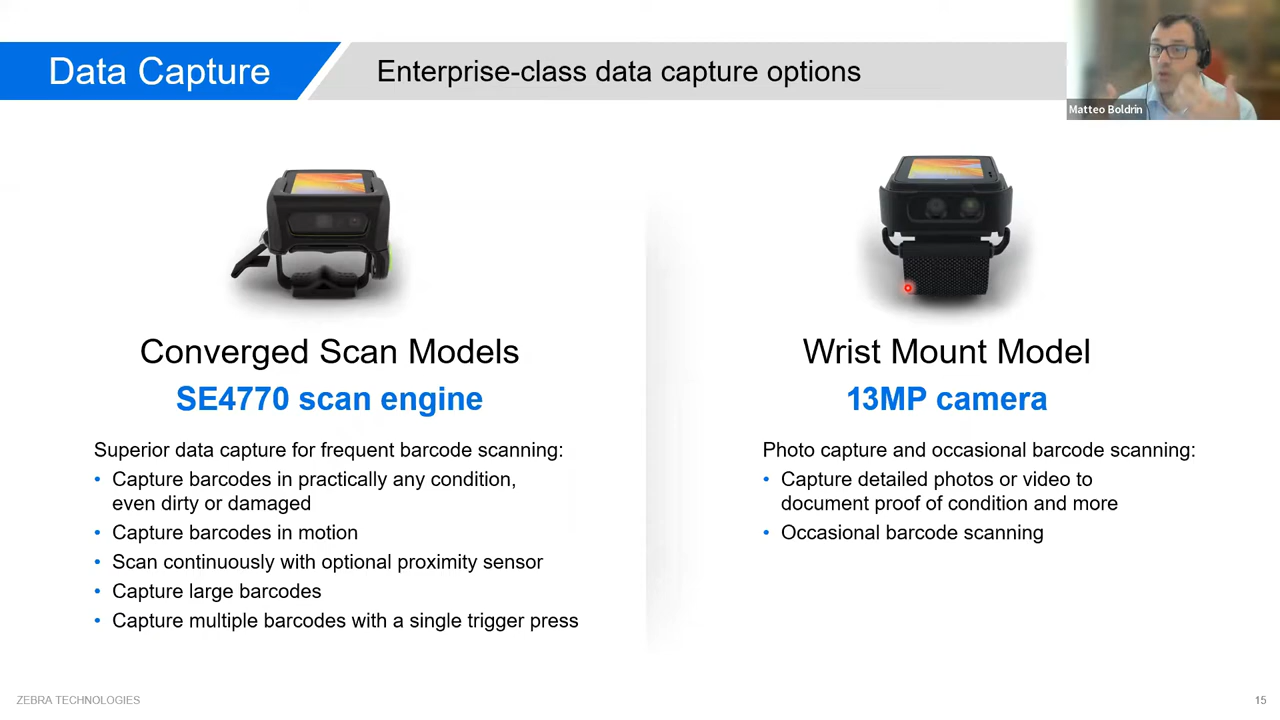 Data Capture
Enterprise-class data capture options
Matteo Boldrin
Converged Scan Models
SE4770 scan engine
Superior data capture for frequent barcode scanning:
• Capture barcodes in practically any condition,
even dirty or damaged
• Capture barcodes in motion
• Scan continuously with optional proximity sensor
• Capture large barcodes
• Capture multiple barcodes with a single trigger press
Wrist Mount Model
13MP camera
Photo capture and occasional barcode scanning:
• Capture detailed photos or video to
document proof of condition and more
• Occasional barcode scanning
ZEBRA TECHNOLOGIES
15